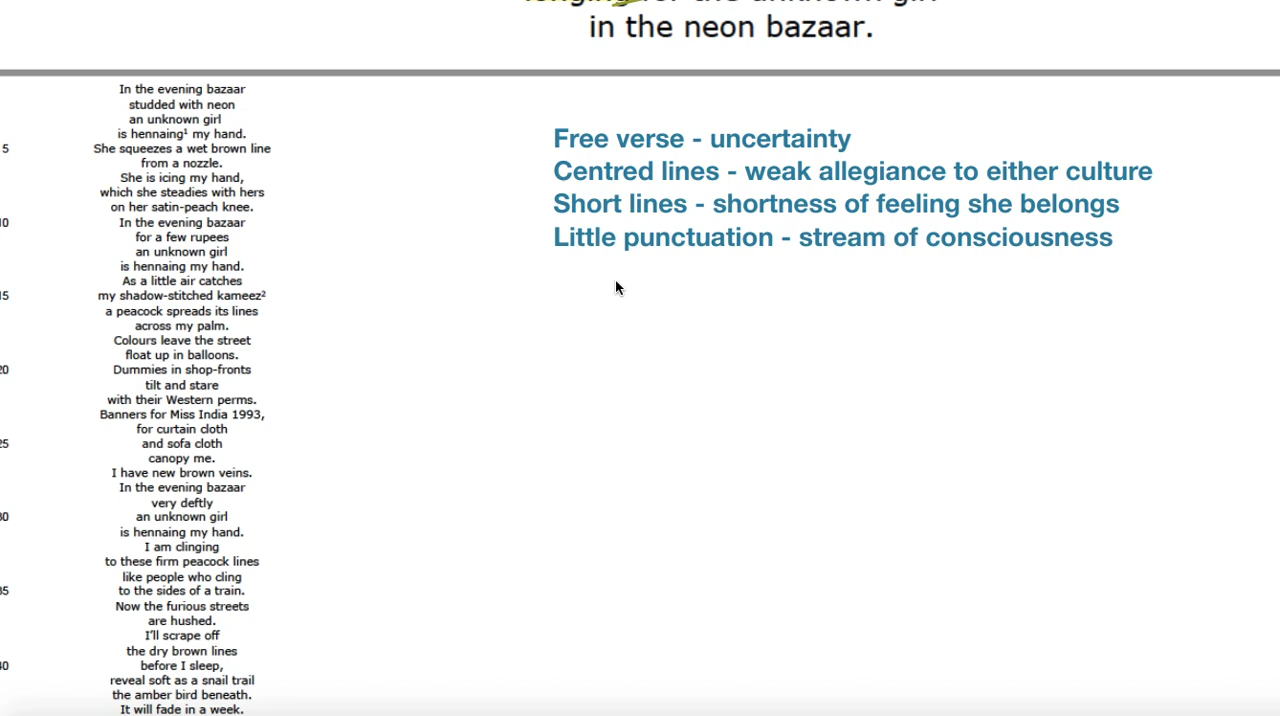 in the neon bazaar.
In the evening bazaar
studded with neon
an unknown girl
is hennaing¹ my hand.
5 She squeezes a wet brown line
from a nozzle.
She is icing my hand,
which she steadies with hers
on her satin-peach knee.
0 In the evening bazaar
for a few rupees
an unknown girl
is hennaing my hand.
As a little air catches
5 my shadow-stitched kameez²
a peacock spreads its lines
across my palm.
Colours leave the street
float up in balloons.
20 Dummies in shop-fronts
tilt and stare
with their Western perms.
Banners for Miss India 1993,
for curtain cloth
25 and sofa cloth
canopy me.
I have new brown veins.
In the evening bazaar
very deftly
30 an unknown girl
is hennaing my hand.
I am clinging
to these firm peacock lines
like people who cling
35 to the sides of a train.
Now the furious streets
are hushed.
I'll scrape off
the dry brown lines
40 before I sleep,
reveal soft as a snail trail
the amber bird beneath.
It will fade in a week.
Free verse - uncertainty
Centred lines - weak allegiance to either culture
Short lines - shortness of feeling she belongs
Little punctuation - stream of consciousness